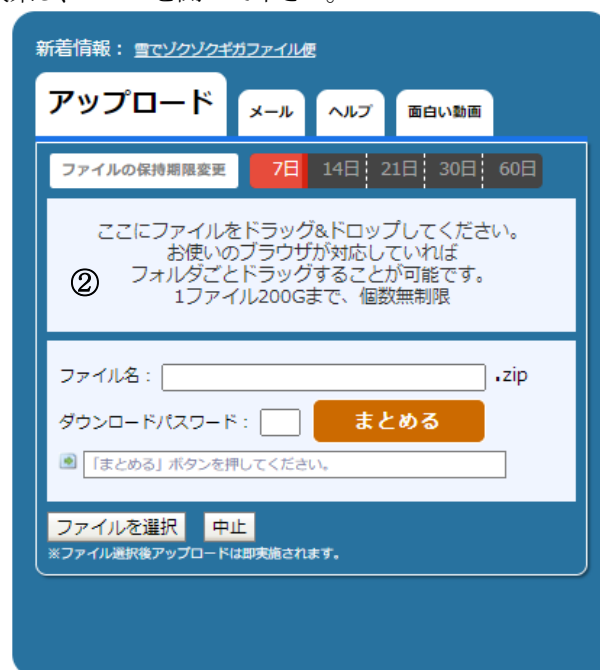 新着情報： 雪でゾクゾクギガファイル便
アップロード メール ヘルプ 面白い動画
ファイルの保持期限変更 7日 14日 21日 30日 60日
ここにファイルをドラッグ&ドロップしてください。
お使いのブラウザが対応していれば
② フォルダごとドラッグすることが可能です。
1ファイル200Gまで、個数無制限
ファイル名： .zip
ダウンロードパスワード： まとめる
「まとめる」ボタンを押してください。
ファイルを選択 中止
※ファイル選択後アップロードは即実施されます。